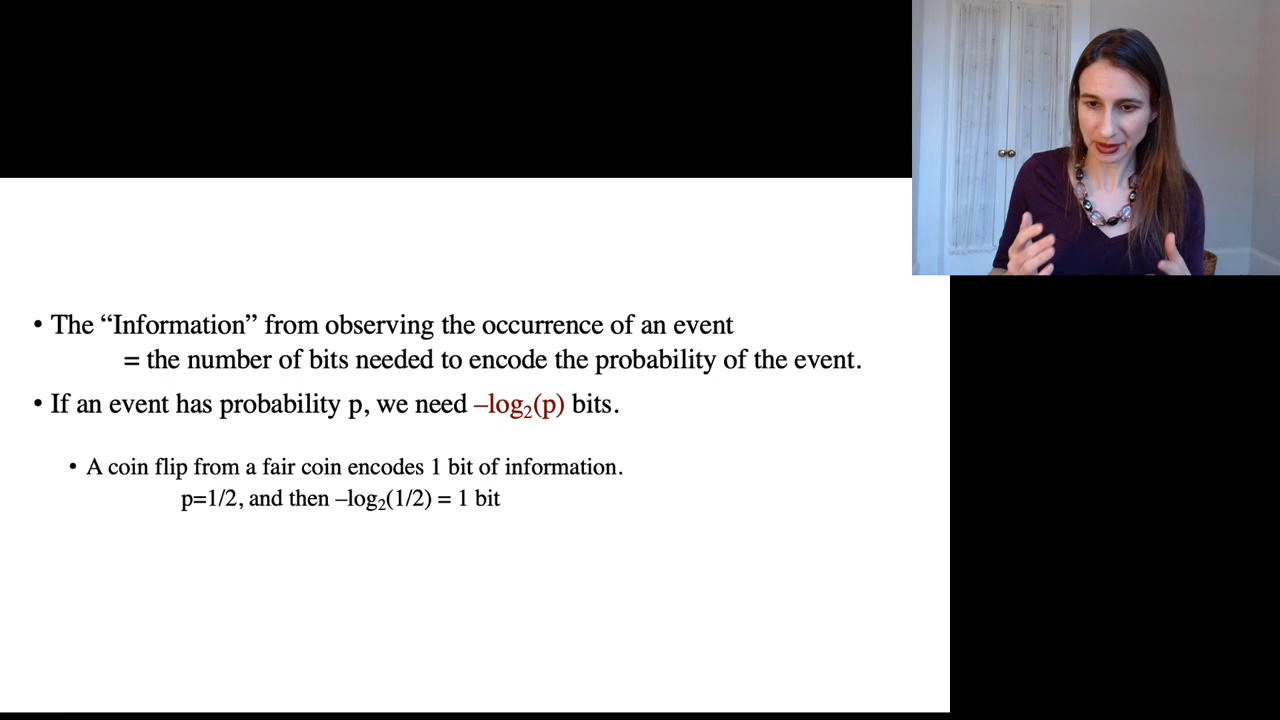 • The “Information” from observing the occurrence of an event
= the number of bits needed to encode the probability of the event.
• If an event has probability p, we need –log₂(p) bits.
• A coin flip from a fair coin encodes 1 bit of information.
p=1/2, and then –log₂(1/2) = 1 bit